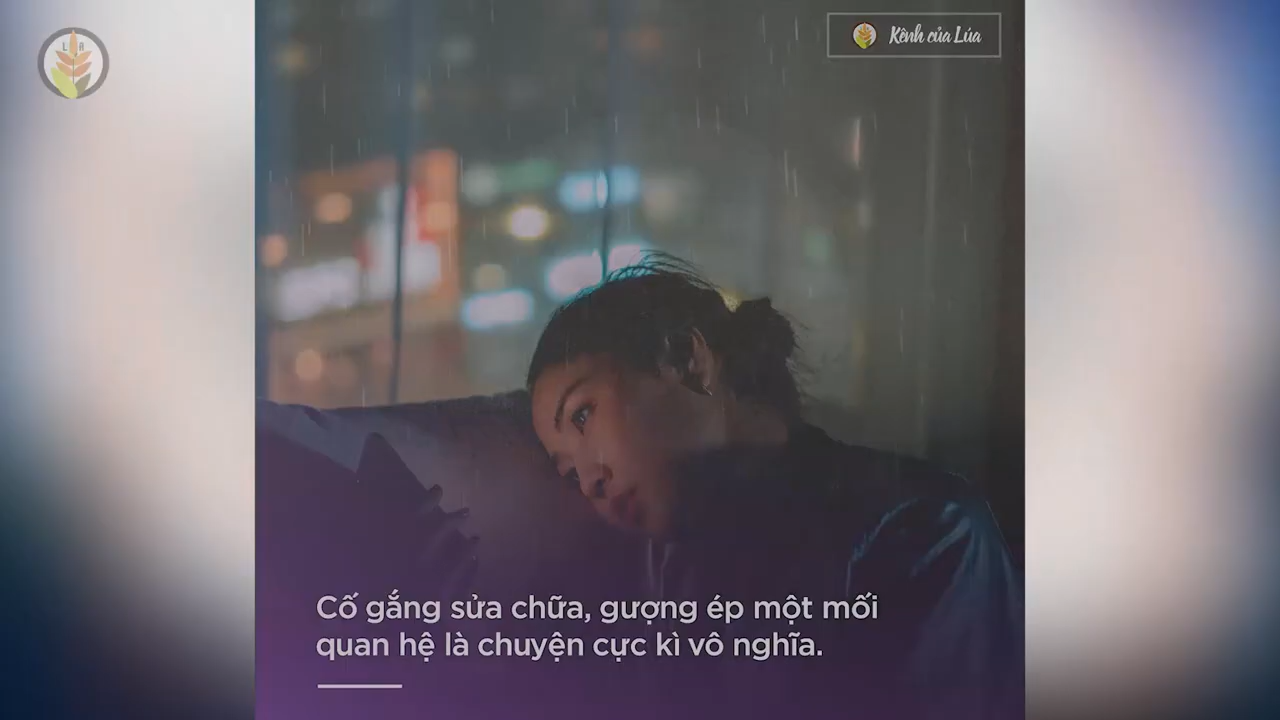 L R
Kênh của Lúa
Cố gắng sửa chữa, gượng ép một mối
quan hệ là chuyện cực kì vô nghĩa.